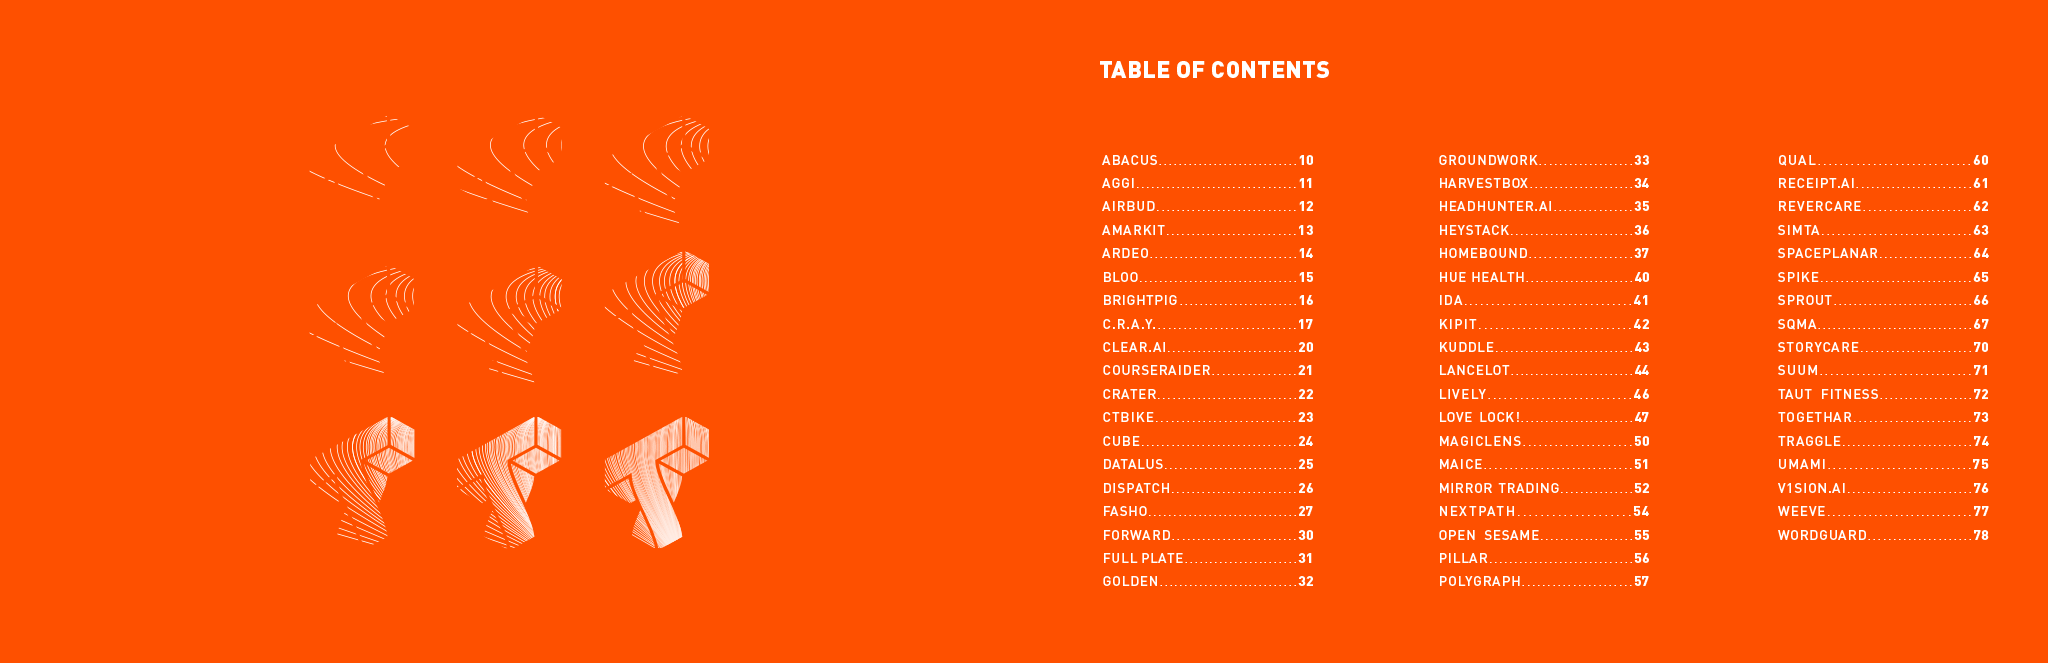 TABLE OF CONTENTS
ABACUS..........................10
AGGI..............................11
AIRBUD..........................12
AMARKIT........................13
ARDEO...........................14
BLOO.............................15
BRIGHTPIG......................16
C.R.A.Y...........................17
CLEAR.AI........................20
COURSERAIDER................21
CRATER..........................22
CTBIKE...........................23
CUBE.............................24
DATALUS.........................25
DISPATCH........................26
FASHO............................27
FORWARD........................30
FULL PLATE......................31
GOLDEN..........................32
GROUNDWORK..................33
HARVESTBOX....................34
HEADHUNTER.AI................35
HEYSTACK........................36
HOMEBOUND.....................37
HUE HEALTH.....................40
IDA...............................41
KIPIT.............................42
KUDDLE..........................43
LANCELOT.......................44
LIVELY............................46
LOVE LOCK!......................47
MAGICLENS......................50
MAICE............................51
MIRROR TRADING...............52
NEXTPATH.......................54
OPEN SESAME...................55
PILLAR...........................56
POLYGRAPH......................57
QUAL.............................60
RECEIPT.AI.......................61
REVERCARE......................62
SIMTA............................63
SPACEPLANAR...................64
SPIKE.............................65
SPROUT..........................66
SQMA.............................67
STORYCARE......................70
SUUM.............................71
TAUT FITNESS...................72
TOGETHAR.......................73
TRAGGLE.........................74
UMAMI............................75
V1SION.AI........................76
WEEVE............................77
WORDGUARD.....................78